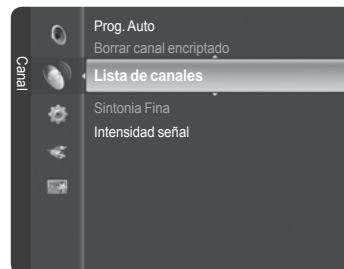 Canal
Prog. Auto
Borrar canal encriptado
Lista de canales
Sintonia Fina
Intensidad señal